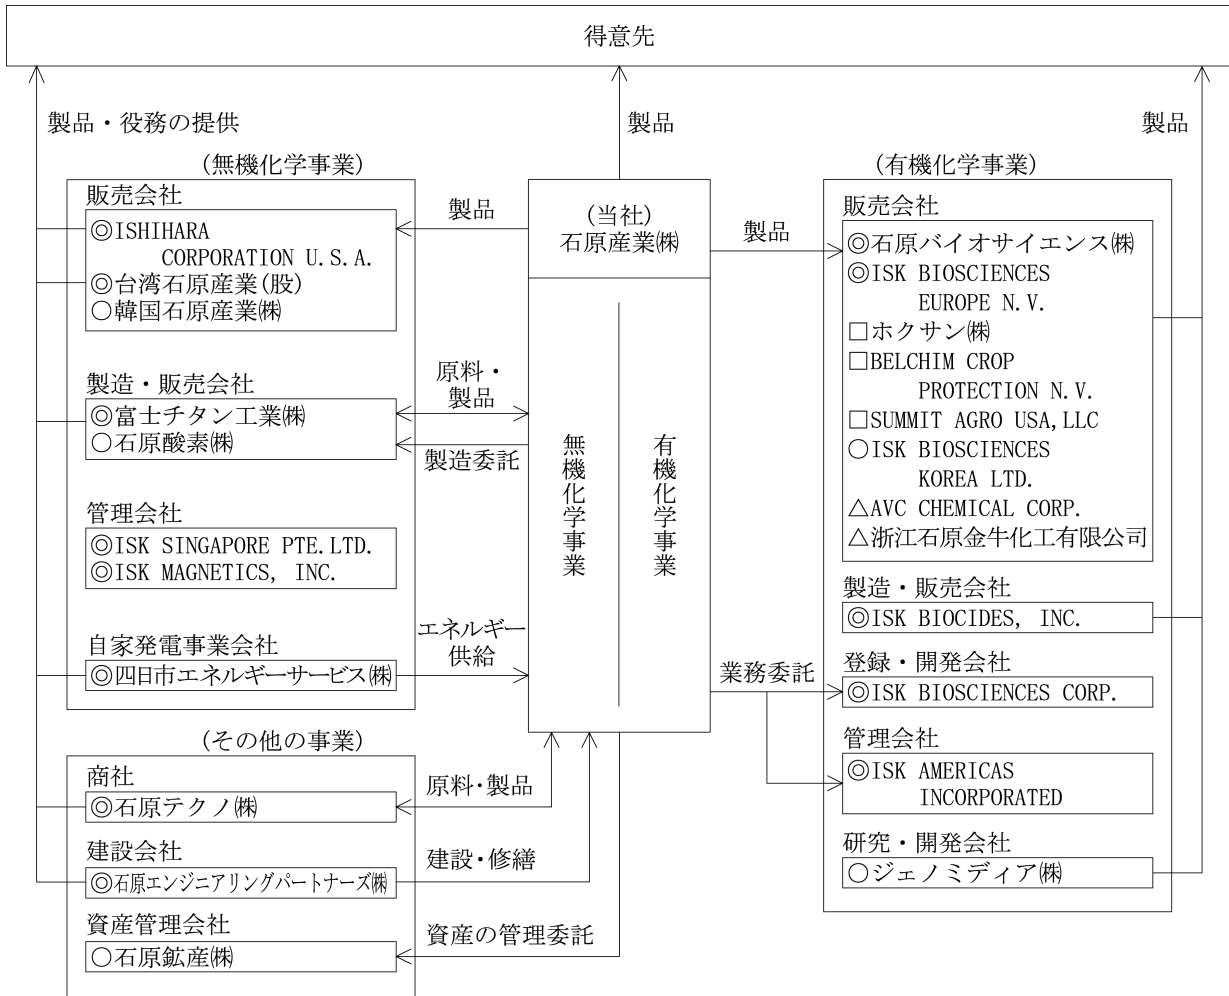 得意先
製品・役務の提供
製品
製品
(無機化学事業)
販売会社
◎ISHIHARA
CORPORATION U.S.A.
◎台湾石原産業(股)
○韓国石原産業㈱
製造・販売会社
◎富士チタン工業㈱
○石原酸素㈱
管理会社
◎ISK SINGAPORE PTE.LTD.
◎ISK MAGNETICS, INC.
自家発電事業会社
◎四日市エネルギーサービス㈱
(その他の事業)
商社
◎石原テクノ㈱
建設会社
◎石原エンジニアリングパートナーズ㈱
資産管理会社
○石原鉱産㈱
製品
原料・
製品
製造委託
エネルギー
供給
原料・製品
建設・修繕
資産の管理委託
(当社)
石原産業㈱
無機化学事業
有機化学事業
製品
業務委託
(有機化学事業)
販売会社
◎石原バイオサイエンス㈱
◎ISK BIOSCIENCES
EUROPE N.V.
□ホクサン㈱
□BELCHIM CROP
PROTECTION N.V.
□SUMMIT AGRO USA,LLC
○ISK BIOSCIENCES
KOREA LTD.
△AVC CHEMICAL CORP.
△浙江石原金牛化工有限公司
製造・販売会社
◎ISK BIOCIDES, INC.
登録・開発会社
◎ISK BIOSCIENCES CORP.
管理会社
◎ISK AMERICAS
INCORPORATED
研究・開発会社
○ジェノミディア㈱